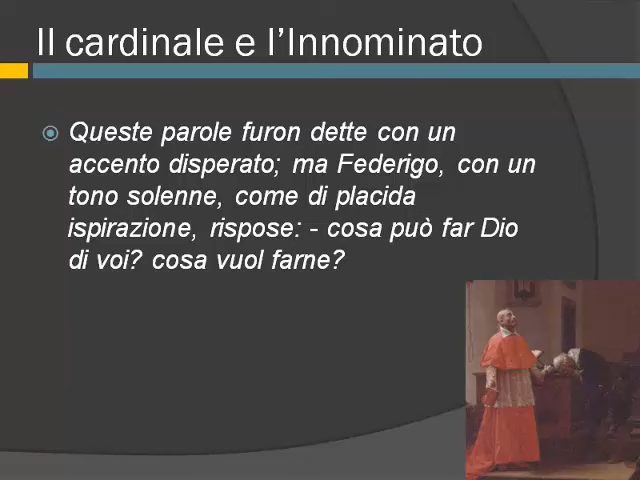 Il cardinale e l’Innominato
Queste parole furon dette con un
accento disperato; ma Federigo, con un
tono solenne, come di placida
ispirazione, rispose: - cosa può far Dio
di voi? cosa vuol farne?